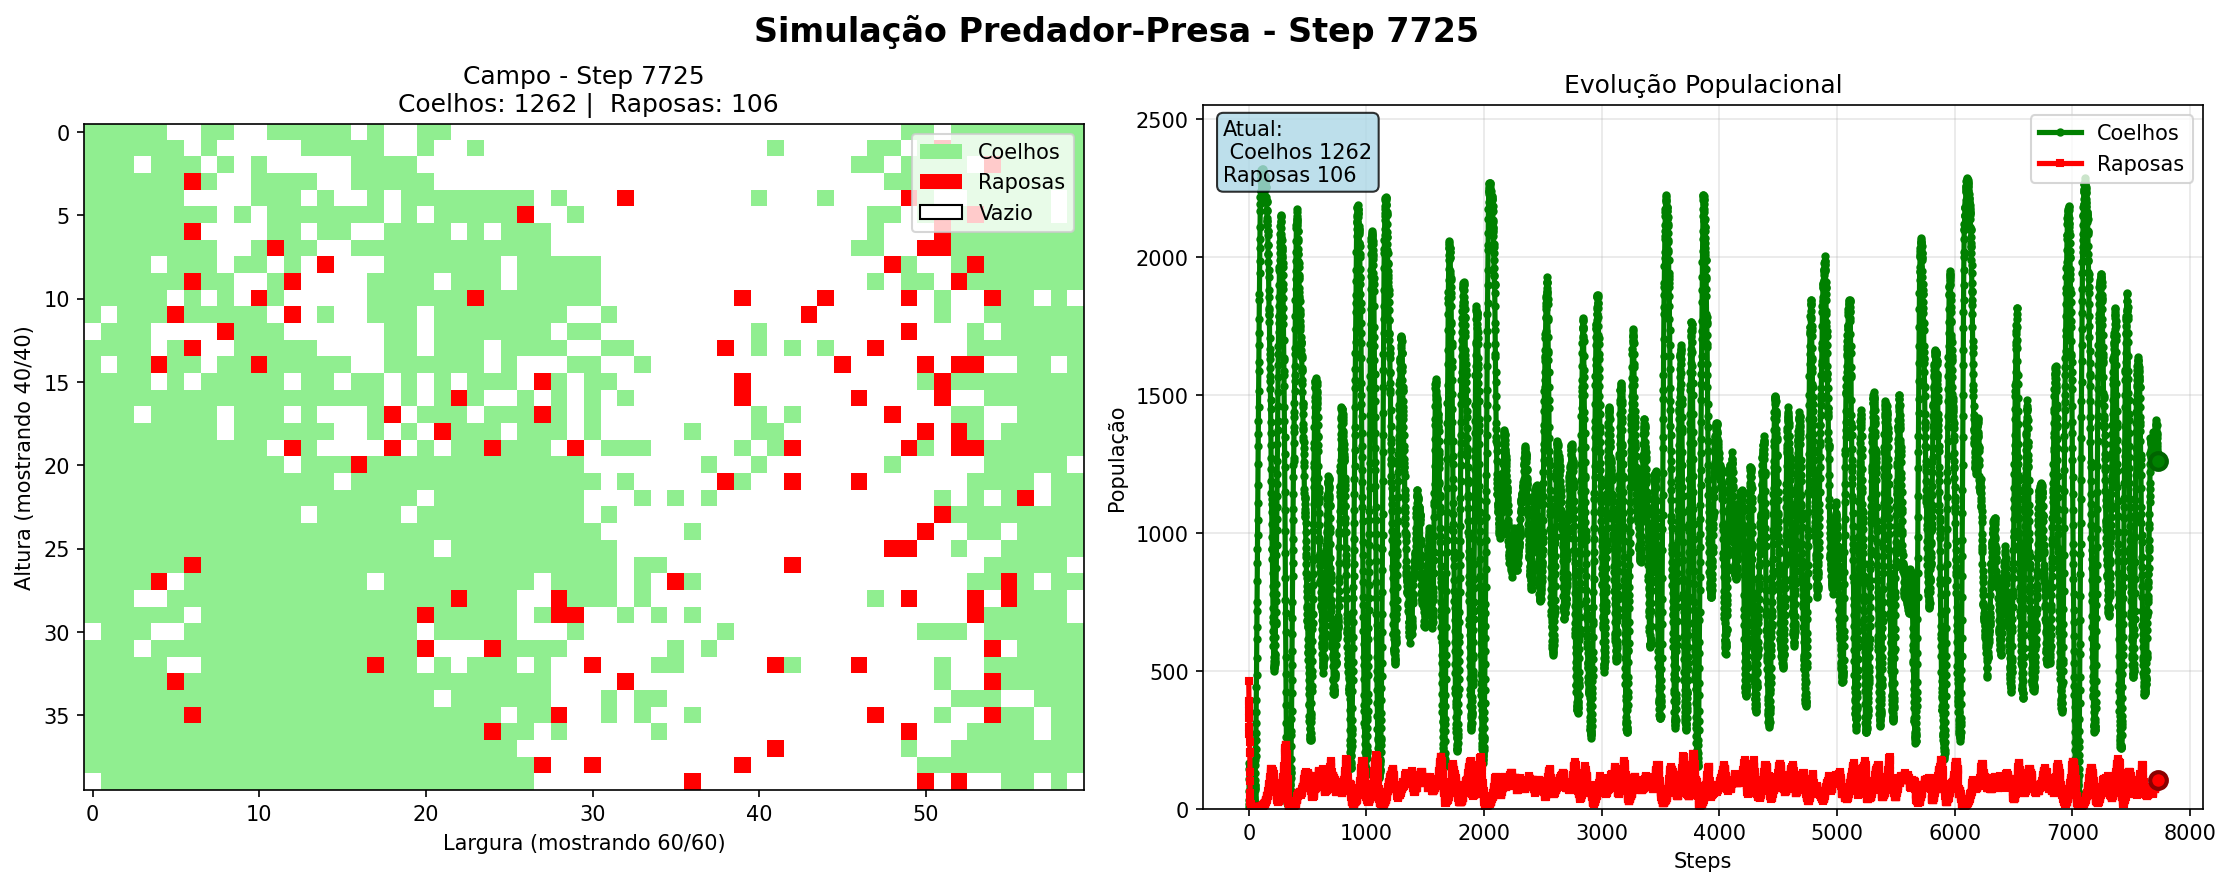 Simulação Predador-Presa - Step 7725
Campo - Step 7725
Coelhos: 1262 |  Raposas: 106
Coelhos
Raposas
Vazio
0
5
10
15
20
25
30
35
Altura (mostrando 40/40)
0
10
20
30
40
50
Largura (mostrando 60/60)
Evolução Populacional
Atual:
Coelhos 1262
Raposas 106
Coelhos
Raposas
2500
2000
1500
1000
500
0
População
0
1000
2000
3000
4000
5000
6000
7000
8000
Steps